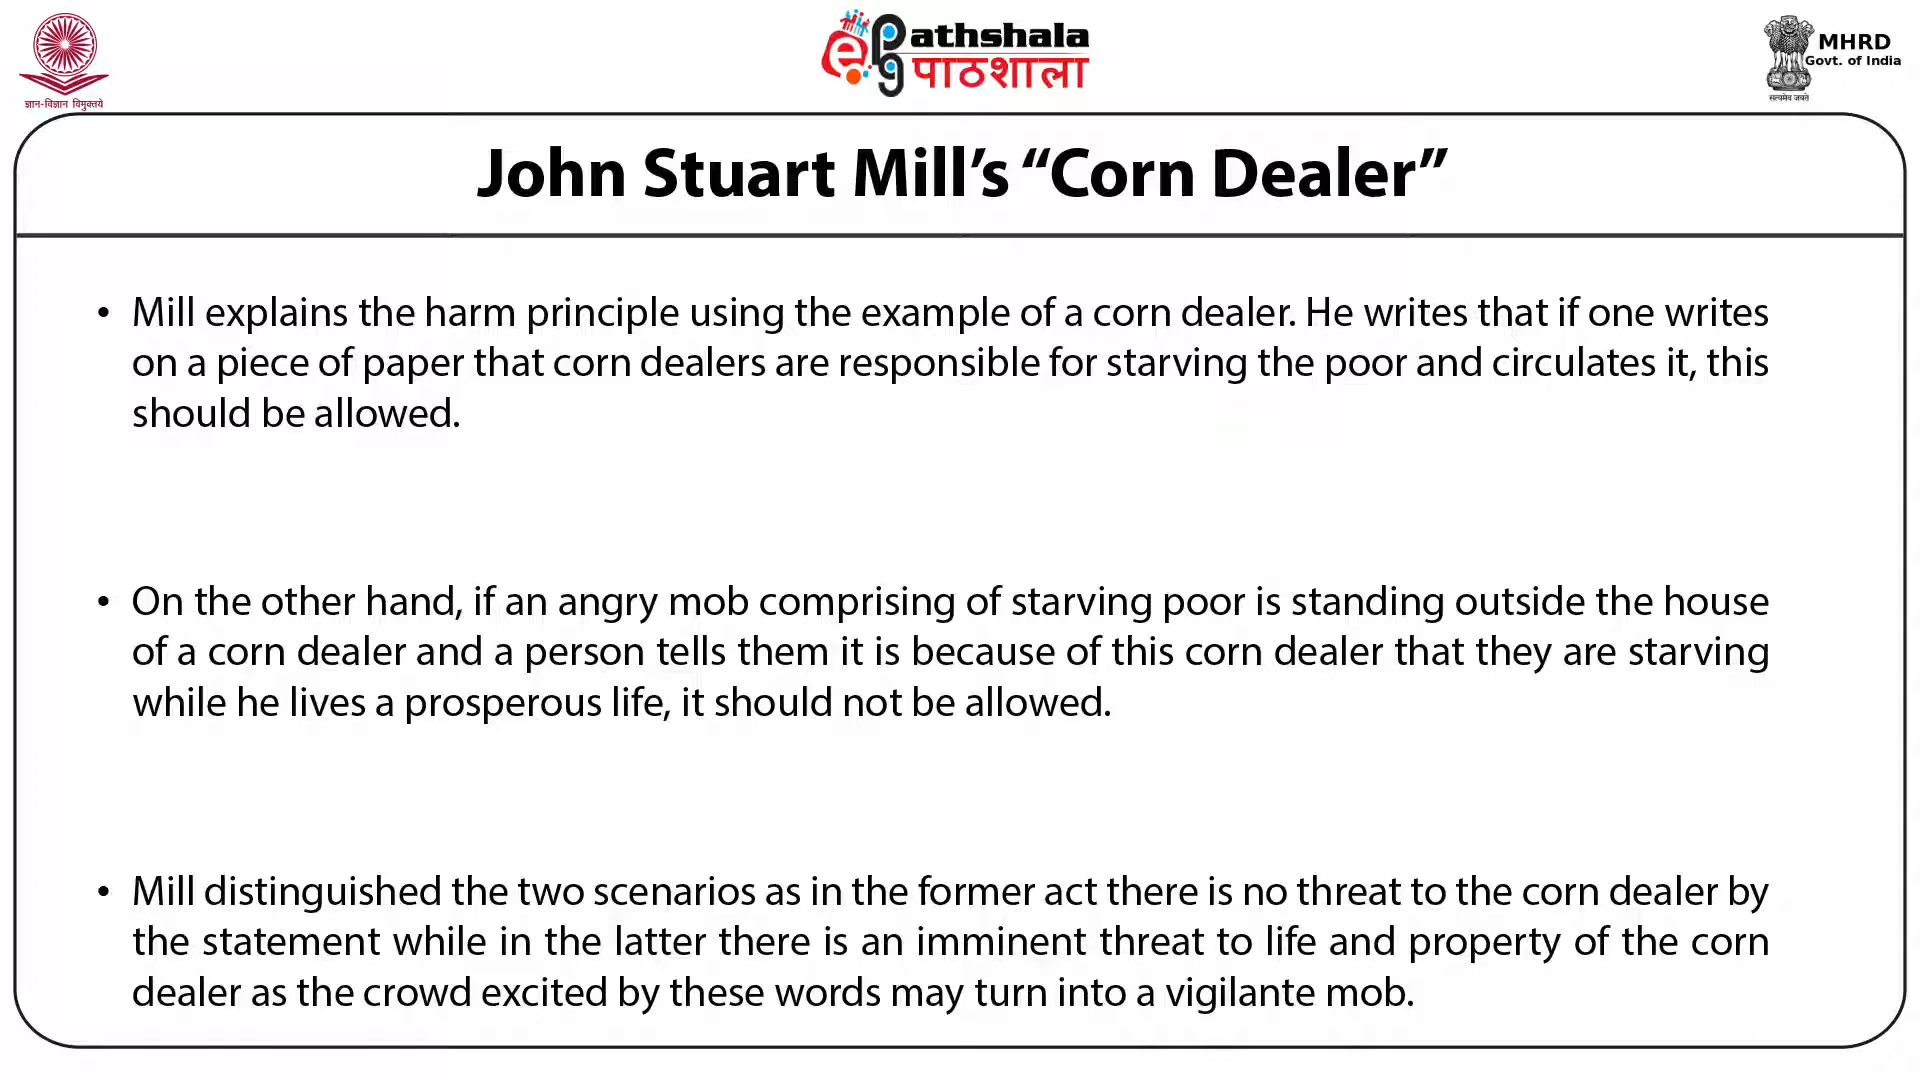 ज्ञान-विज्ञान विमुक्तये
ePathshala
पाठशाला
MHRD
Govt. of India
सत्यमेव जयते
John Stuart Mill’s “Corn Dealer”
• Mill explains the harm principle using the example of a corn dealer. He writes that if one writes
on a piece of paper that corn dealers are responsible for starving the poor and circulates it, this
should be allowed.
• On the other hand, if an angry mob comprising of starving poor is standing outside the house
of a corn dealer and a person tells them it is because of this corn dealer that they are starving
while he lives a prosperous life, it should not be allowed.
• Mill distinguished the two scenarios as in the former act there is no threat to the corn dealer by
the statement while in the latter there is an imminent threat to life and property of the corn
dealer as the crowd excited by these words may turn into a vigilante mob.